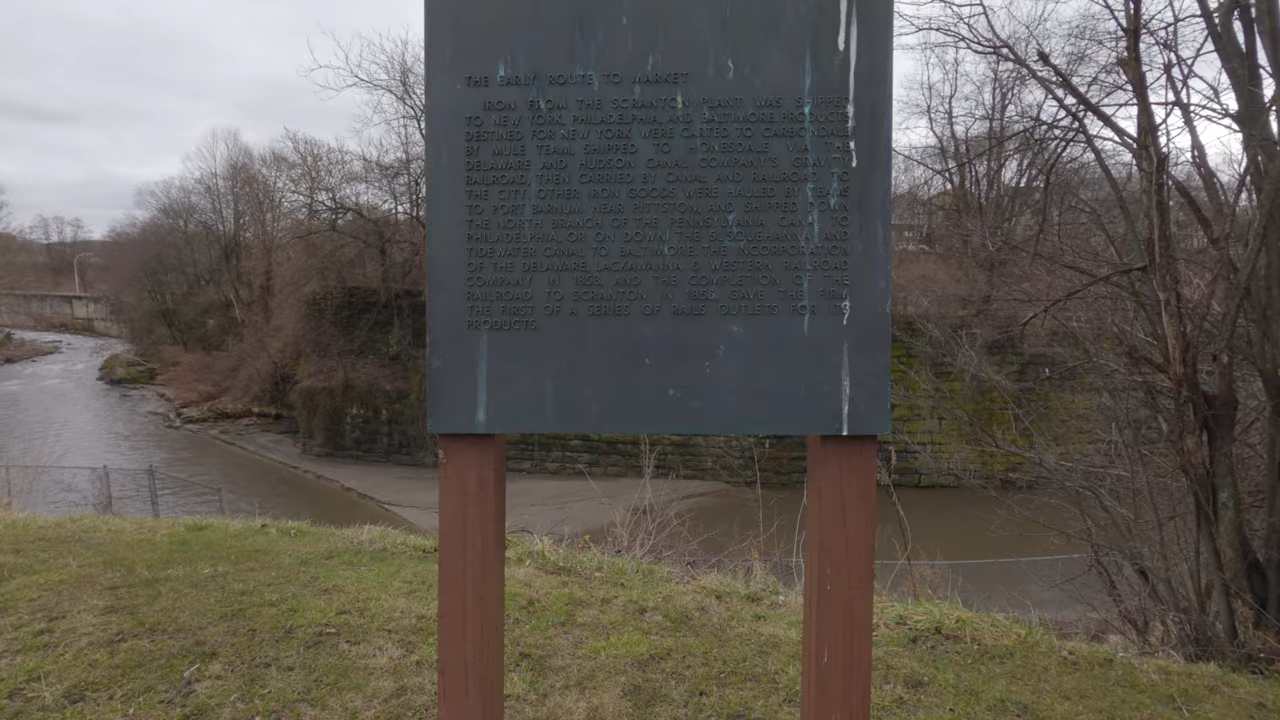 THE EARLY ROUTE TO MARKET
IRON FROM THE SCRANTON PLANT WAS SHIPPED
TO NEW YORK, PHILADELPHIA, AND BALTIMORE. PRODUCTS
DESTINED FOR NEW YORK WERE CARTED TO CARBONDALE
BY MULE TEAM, SHIPPED TO HONESDALE VIA THE
DELAWARE AND HUDSON CANAL COMPANY'S GRAVITY
RAILROAD, THEN CARRIED BY CANAL AND RAILROAD TO
THE CITY. OTHER IRON GOODS WERE HAULED BY TEAMS
TO PORT BARNUM NEAR PITTSTON, AND SHIPPED DOWN
THE NORTH BRANCH OF THE PENNSYLVANIA CANAL TO
PHILADELPHIA, OR ON DOWN THE SUSQUEHANNA AND
TIDEWATER CANAL TO BALTIMORE. THE INCORPORATION
OF THE DELAWARE, LACKAWANNA & WESTERN RAILROAD
COMPANY IN 1853, AND THE COMPLETION OF THE
RAILROAD TO SCRANTON IN 1855, GAVE THE FIRM
THE FIRST OF A SERIES OF RAILS OUTLETS FOR ITS
PRODUCTS.